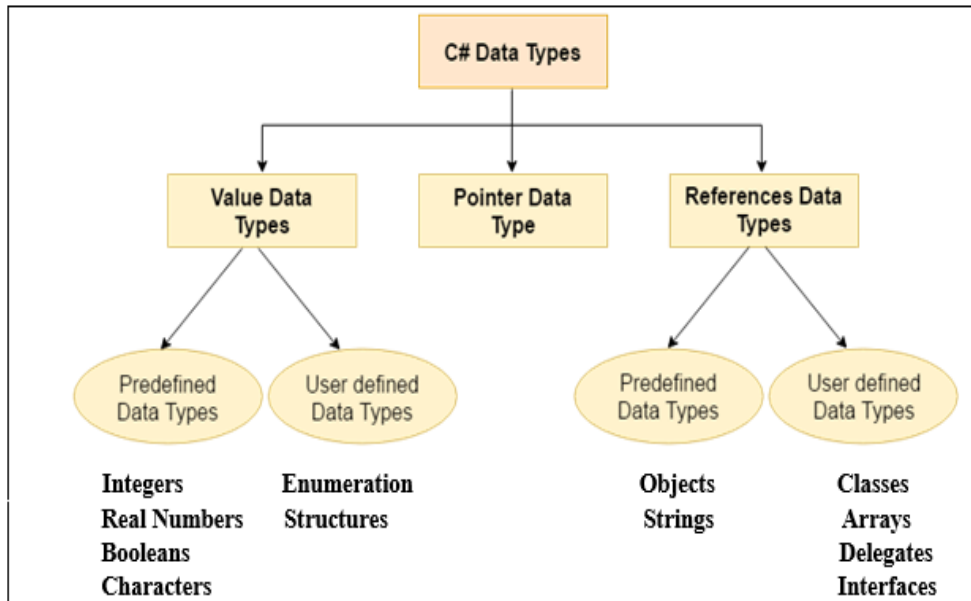 C# Data Types
Value Data
Types
Pointer Data
Type
References Data
Types
Predefined
Data Types
User defined
Data Types
Predefined
Data Types
User defined
Data Types
Integers
Real Numbers
Booleans
Characters
Enumeration
Structures
Objects
Strings
Classes
Arrays
Delegates
Interfaces